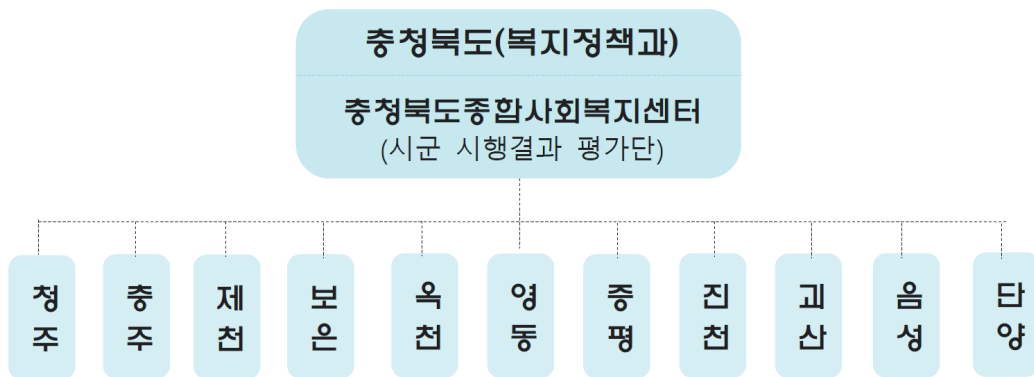 충청북도(복지정책과)
충청북도종합사회복지센터
(시군 시행결과 평가단)
청주
충주
제천
보은
옥천
영동
증평
진천
괴산
음성
단양